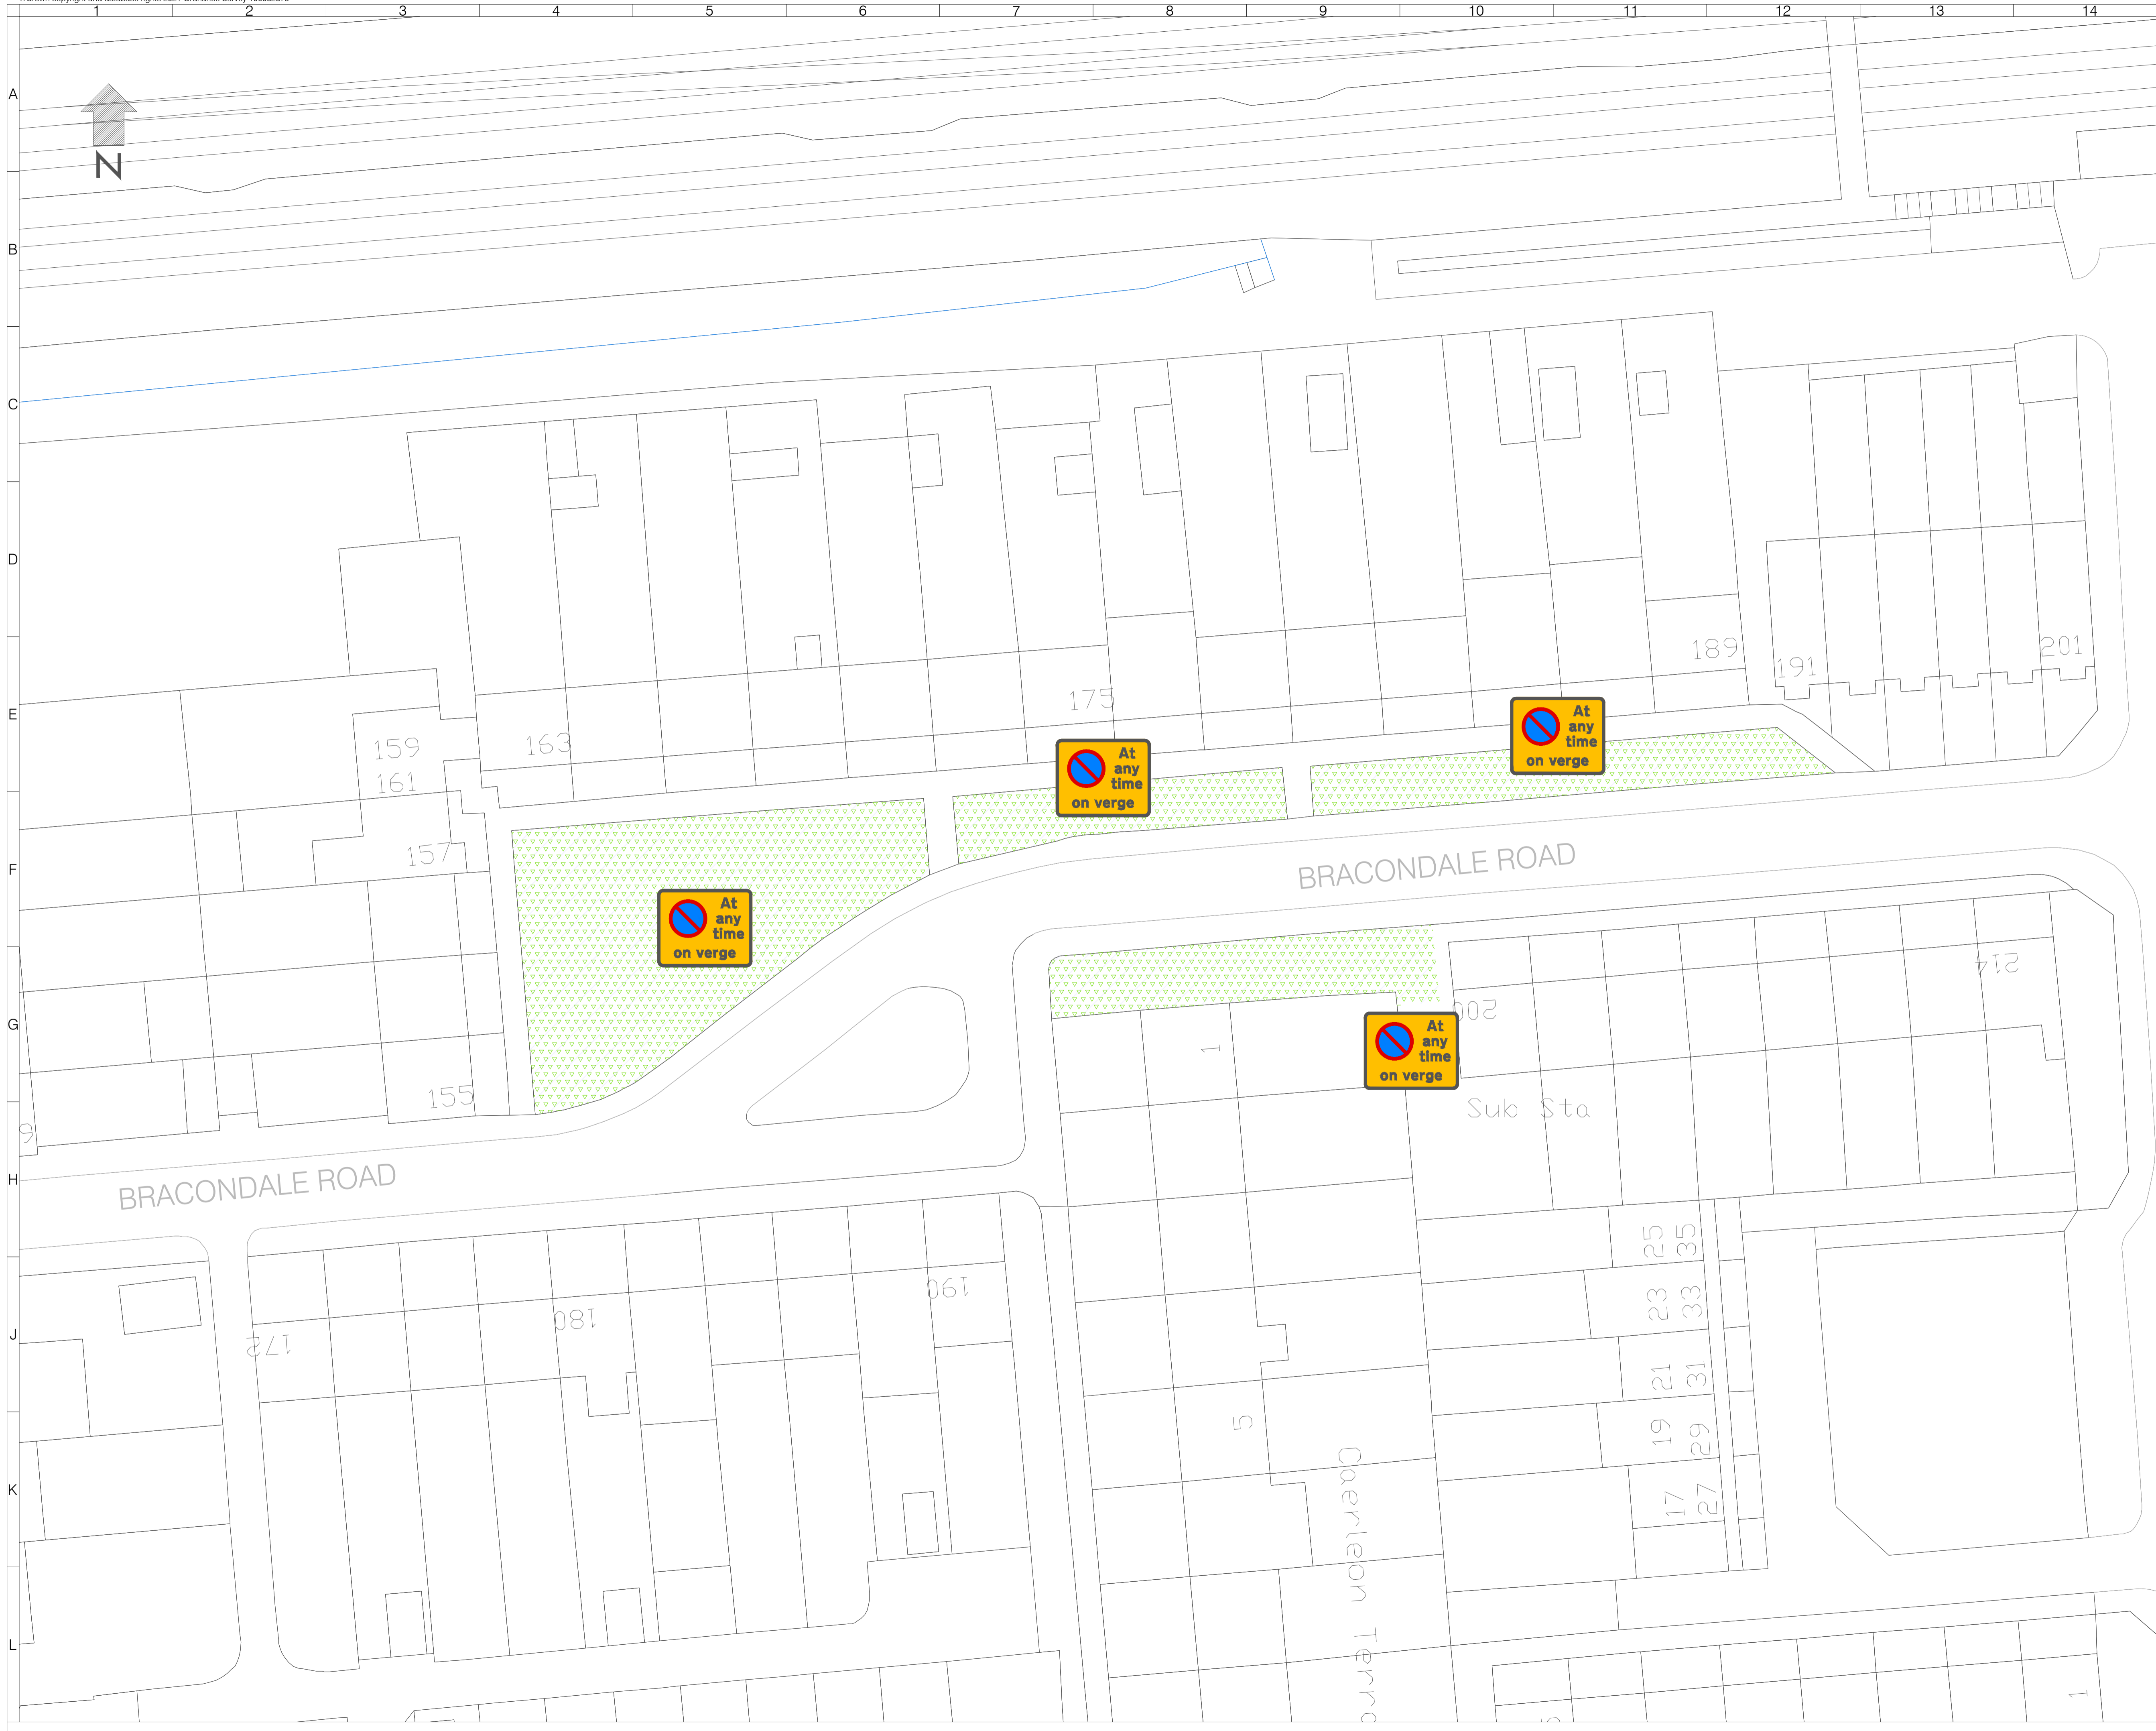 1 2 3 4 5 6 7 8 9 10 11 12 13 14
A
N
B
C
D
189
201
191
E
175
At
any
time
on verge
159
163
At
any
time
on verge
161
157
F
BRACONDALE ROAD
At
any
time
on verge
214
200
G
1
At
any
time
on verge
155
Sub Sta
9
H
BRACONDALE ROAD
25
35
190
23
33
180
J
172
21
31
5
19
29
K
17
27
Caerleon Terra
L
1